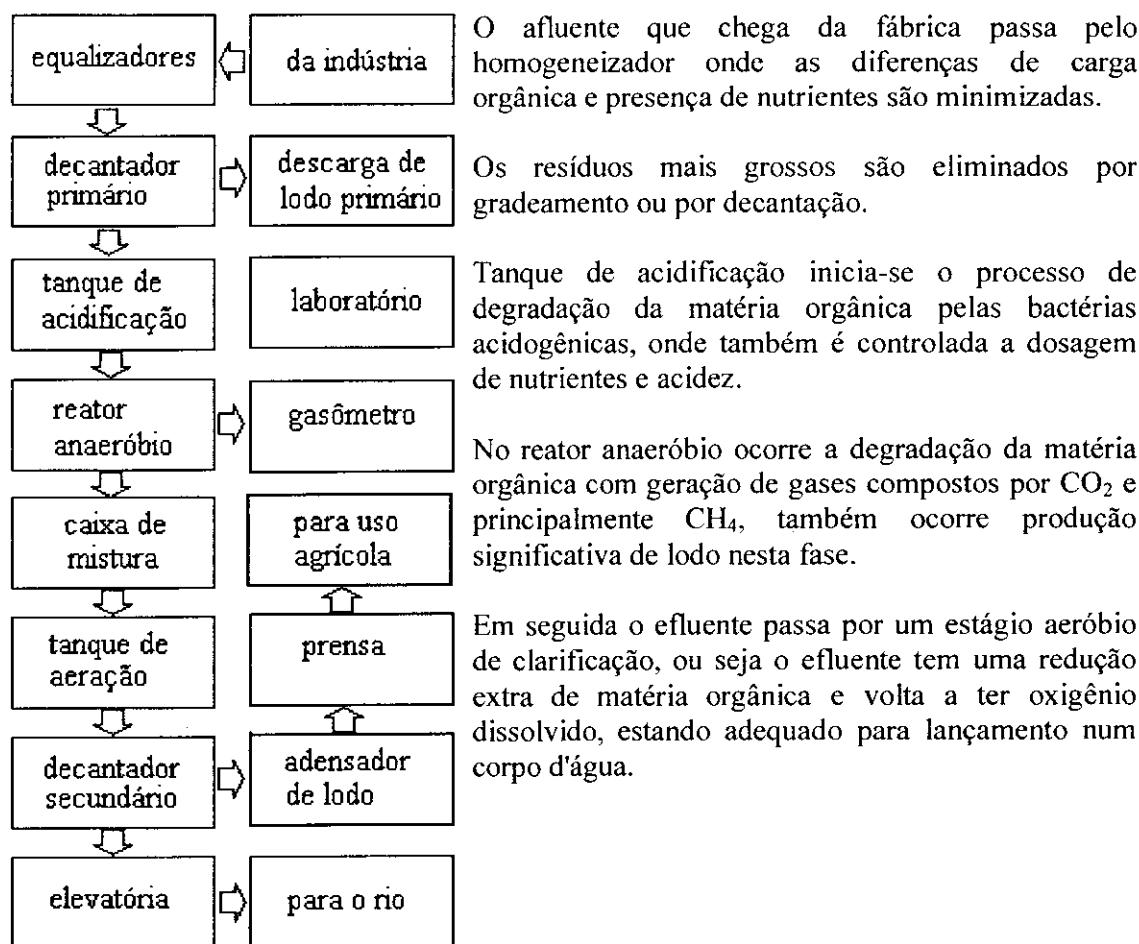 equalizadores
da indústria
O afluente que chega da fábrica passa pelo
homogeneizador onde as diferenças de carga
orgânica e presença de nutrientes são minimizadas.
decantador
primário
descarga de
lodo primário
Os resíduos mais grossos são eliminados por
gradeamento ou por decantação.
tanque de
acidificação
laboratório
Tanque de acidificação inicia-se o processo de
degradação da matéria orgânica pelas bactérias
acidogênicas, onde também é controlada a dosagem
de nutrientes e acidez.
reator
anaeróbio
gasômetro
No reator anaeróbio ocorre a degradação da matéria
orgânica com geração de gases compostos por CO₂ e
principalmente CH₄, também ocorre produção
significativa de lodo nesta fase.
caixa de
mistura
para uso
agrícola
tanque de
aeração
prensa
Em seguida o efluente passa por um estágio aeróbio
de clarificação, ou seja o efluente tem uma redução
extra de matéria orgânica e volta a ter oxigênio
dissolvido, estando adequado para lançamento num
corpo d'água.
decantador
secundário
adensador
de lodo
elevatória
para o rio